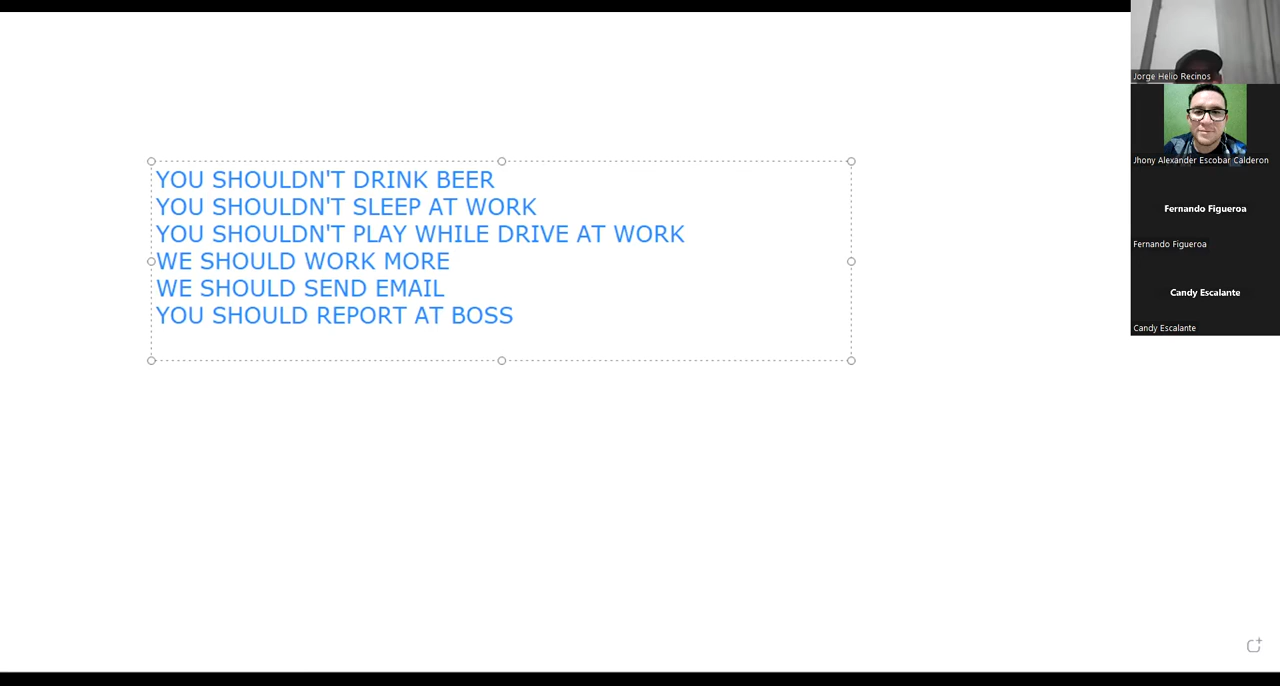 YOU SHOULDN'T DRINK BEER
YOU SHOULDN'T SLEEP AT WORK
YOU SHOULDN'T PLAY WHILE DRIVE AT WORK
WE SHOULD WORK MORE
WE SHOULD SEND EMAIL
YOU SHOULD REPORT AT BOSS
Jorge Helio Recinos
Jhony Alexander Escobar Calderon
Fernando Figueroa
Fernando Figueroa
Candy Escalante
Candy Escalante